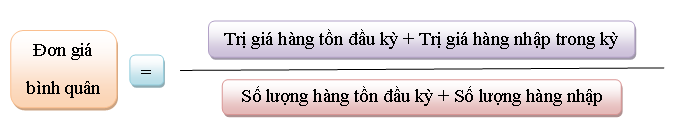 Đơn giá
bình quân
=
Trị giá hàng tồn đầu kỳ + Trị giá hàng nhập trong kỳ
Số lượng hàng tồn đầu kỳ + Số lượng hàng nhập